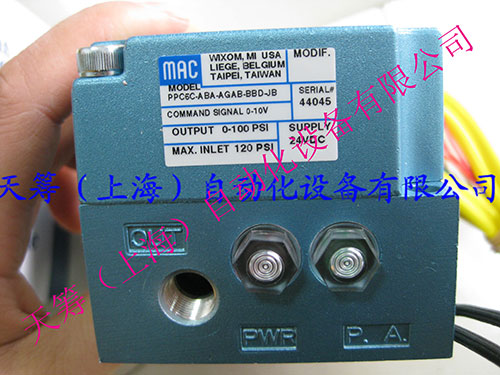 MAC
WIXOM, MI USA
LIEGE, BELGIUM
TAIPEI, TAIWAN
MODIF.
MODEL
PPC5C-ABA-AGAB-BBD-JB
SERIAL#
44045
COMMAND SIGNAL 0-10V
OUTPUT 0-100 PSI
SUPPLY
24VDC
MAX. INLET 120 PSI
天筹（上海）自动化设备有限公司
天筹（上海）自动化设备有限公司
OUT
PWR
P. A.